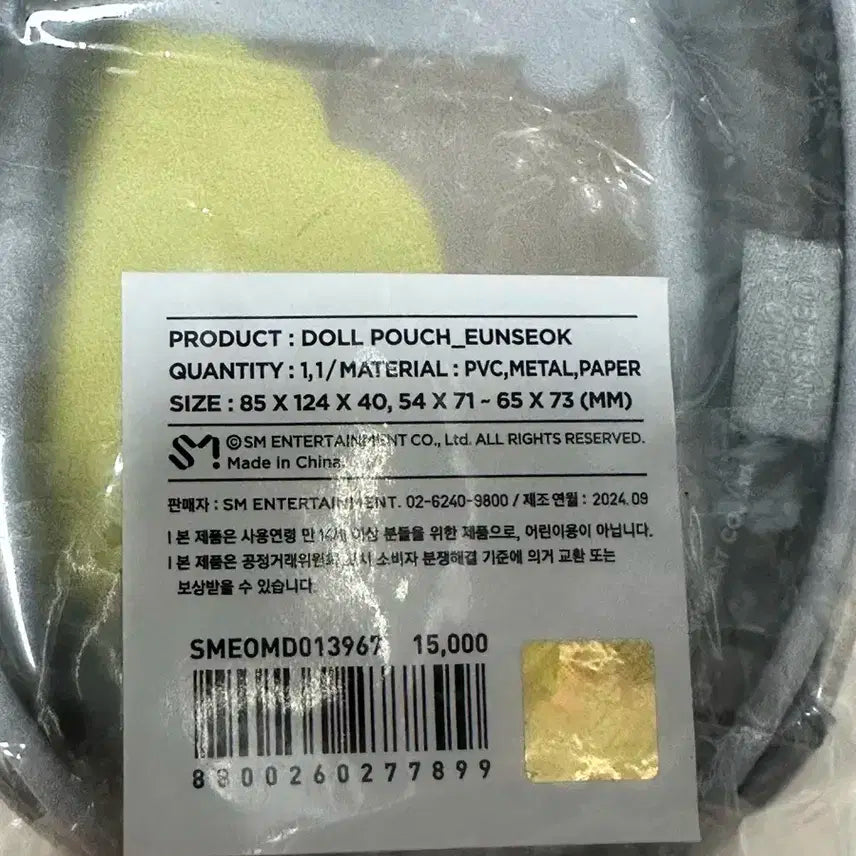 PRODUCT : DOLL POUCH_EUNSEOK
QUANTITY : 1,1 / MATERIAL : PVC,METAL,PAPER
SIZE : 85 X 124 X 40, 54 X 71 ~ 65 X 73 (MM)
SM! ©SM ENTERTAINMENT CO., Ltd. ALL RIGHTS RESERVED.
Made in China.
판매자 : SM ENTERTAINMENT. 02-6240-9800 / 제조연월 : 2024.09
| 본 제품은 사용연령 만 14세 이상 분들을 위한 제품으로, 어린이용이 아닙니다.
| 본 제품은 공정거래위원회 고시 소비자 분쟁해결 기준에 의거 교환 또는
보상받을 수 있습니다.
SMEOMD013967 15,000
8800260277899